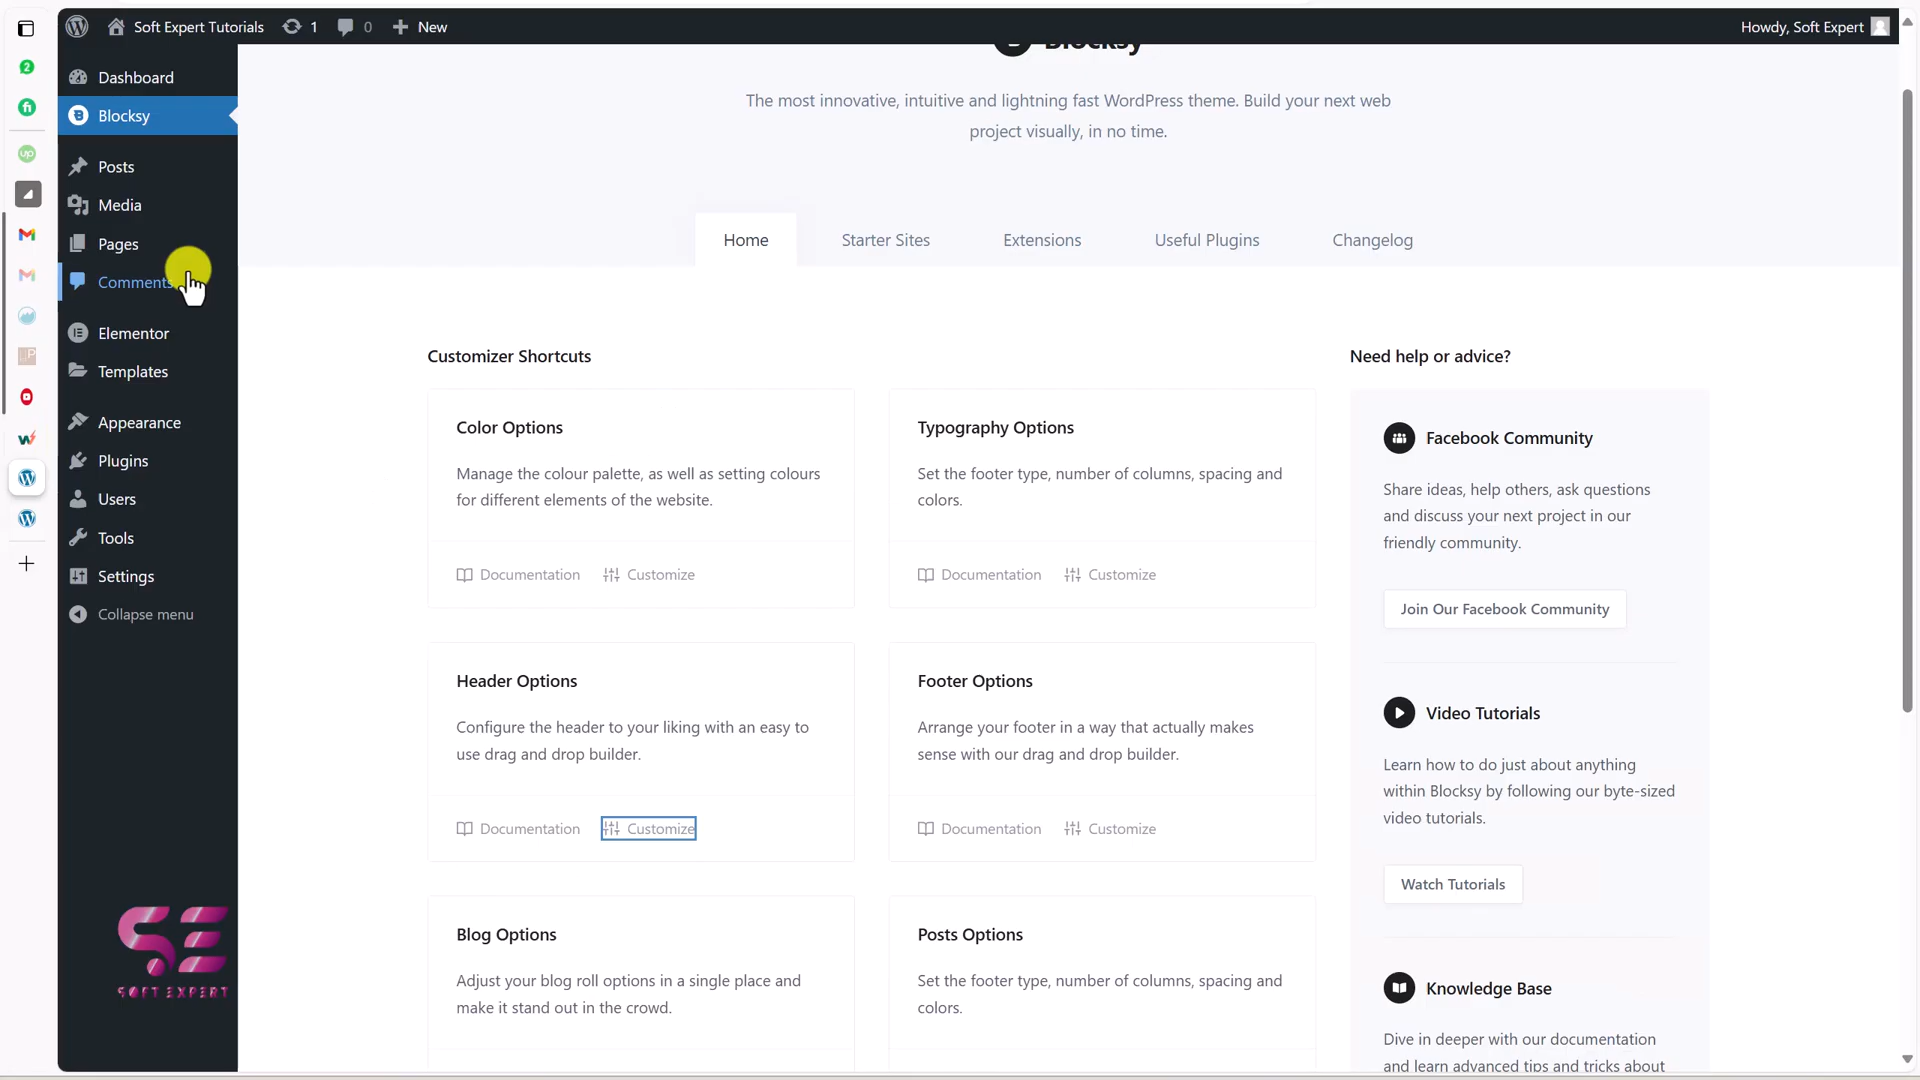 Soft Expert Tutorials
1
0
New
Howdy, Soft Expert
Dashboard
Blocksy
Posts
Media
Pages
Comments
Elementor
Templates
Appearance
Plugins
Users
Tools
Settings
Collapse menu
SOFT EXPERT
Blocksy
The most innovative, intuitive and lightning fast WordPress theme. Build your next web
project visually, in no time.
Home
Starter Sites
Extensions
Useful Plugins
Changelog
Customizer Shortcuts
Color Options
Manage the colour palette, as well as setting colours
for different elements of the website.
Documentation
Customize
Typography Options
Set the footer type, number of columns, spacing and
colors.
Documentation
Customize
Header Options
Configure the header to your liking with an easy to
use drag and drop builder.
Documentation
Customize
Footer Options
Arrange your footer in a way that actually makes
sense with our drag and drop builder.
Documentation
Customize
Blog Options
Adjust your blog roll options in a single place and
make it stand out in the crowd.
Posts Options
Set the footer type, number of columns, spacing and
colors.
Need help or advice?
Facebook Community
Share ideas, help others, ask questions
and discuss your next project in our
friendly community.
Join Our Facebook Community
Video Tutorials
Learn how to do just about anything
within Blocksy by following our byte-sized
video tutorials.
Watch Tutorials
Knowledge Base
Dive in deeper with our documentation
and learn advanced tips and tricks about